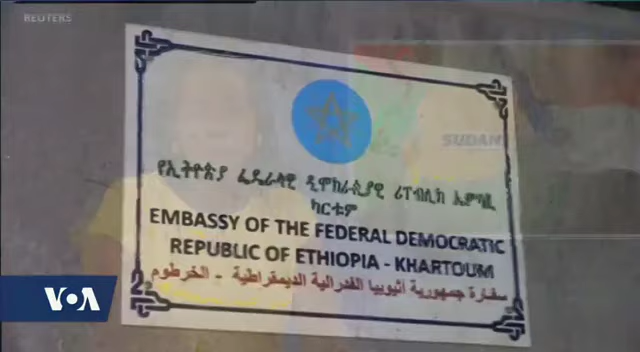 REUTERS
SUDAN
የኢትዮጵያ ፌዴራላዊ ዲሞክራሲያዊ ሪፐብሊክ ኤምባሲ
ካርቱም
EMBASSY OF THE FEDERAL DEMOCRATIC
REPUBLIC OF ETHIOPIA - KHARTOUM
سفارة جمهورية أثيوبيا الفدرالية الديمقراطية - الخرطوم
VOA